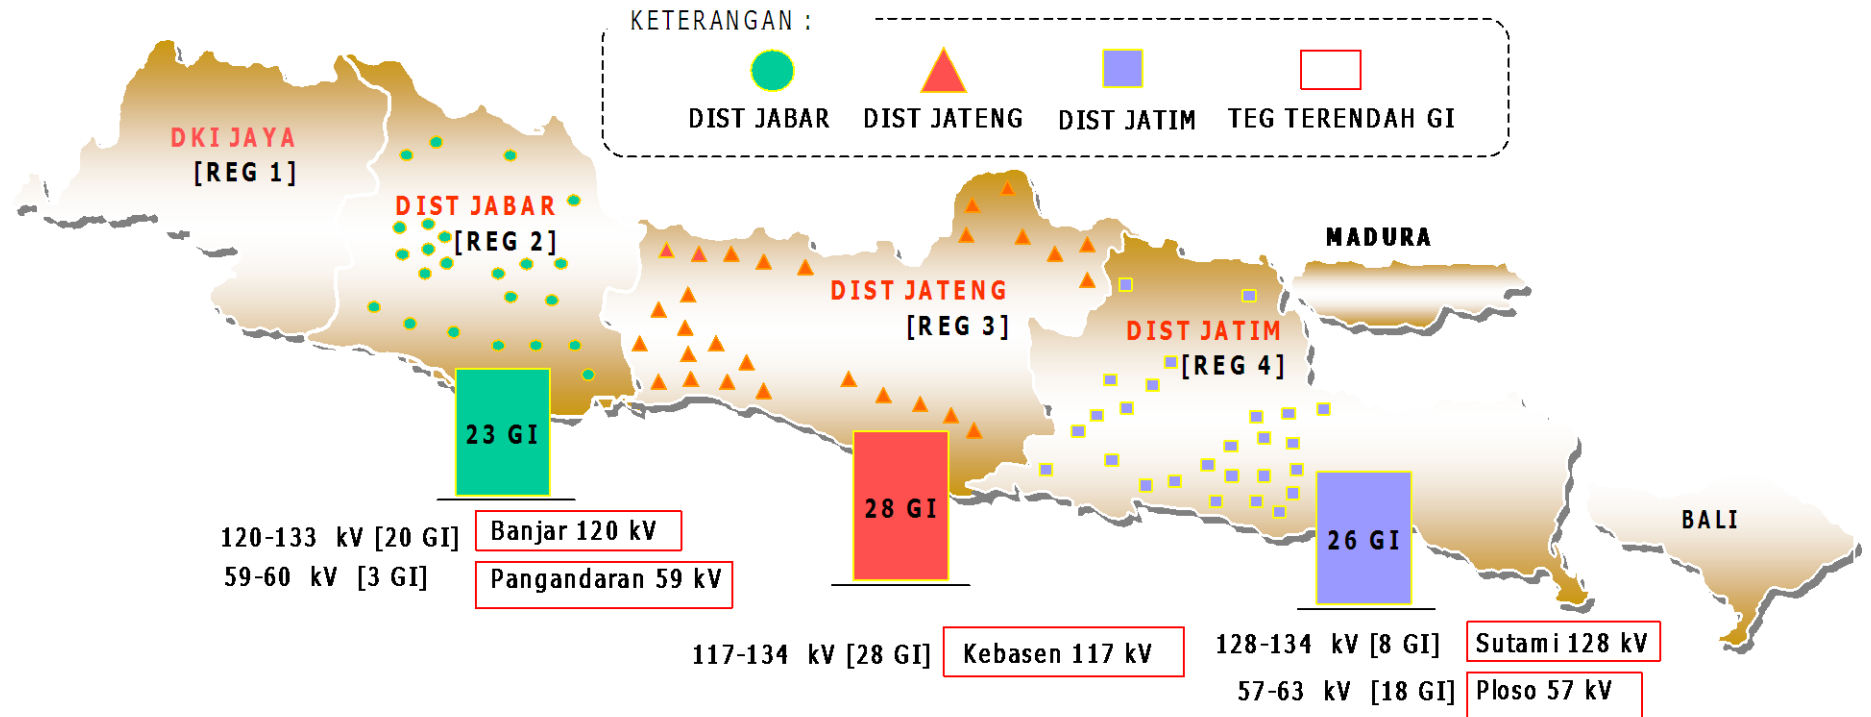 KETERANGAN :
DIST JABAR
DIST JATENG
DIST JATIM
TEG TERENDAH GI
DKI JAYA
[REG 1]
DIST JABAR
[REG 2]
DIST JATENG
[REG 3]
MADURA
DIST JATIM
[REG 4]
BALI
23 GI
28 GI
26 GI
120-133 kV [20 GI]
Banjar 120 kV
59-60 kV [3 GI]
Pangandaran 59 kV
117-134 kV [28 GI]
Kebasen 117 kV
128-134 kV [8 GI]
Sutami 128 kV
57-63 kV [18 GI]
Ploso 57 kV